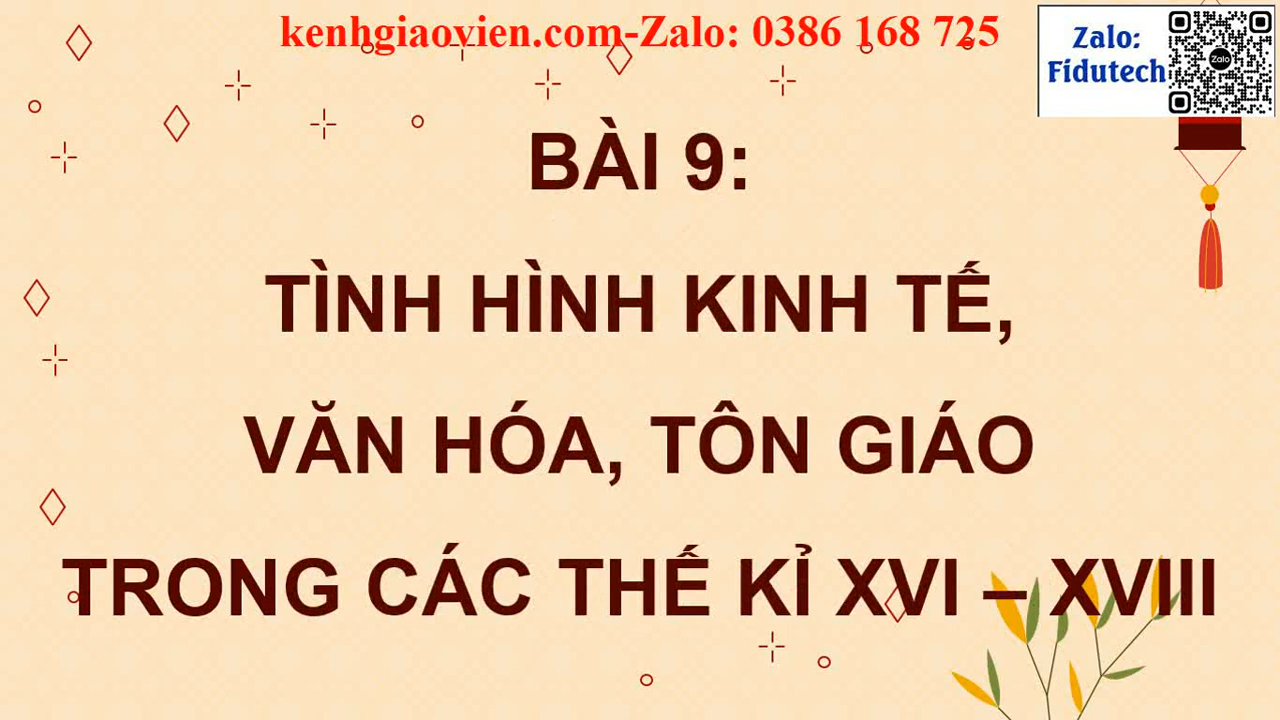 kenhgiaovien.com-Zalo: 0386 168 725
Zalo:
Fidutech
Zalo
BÀI 9:
TÌNH HÌNH KINH TẾ,
VĂN HÓA, TÔN GIÁO
TRONG CÁC THẾ KỈ XVI – XVIII